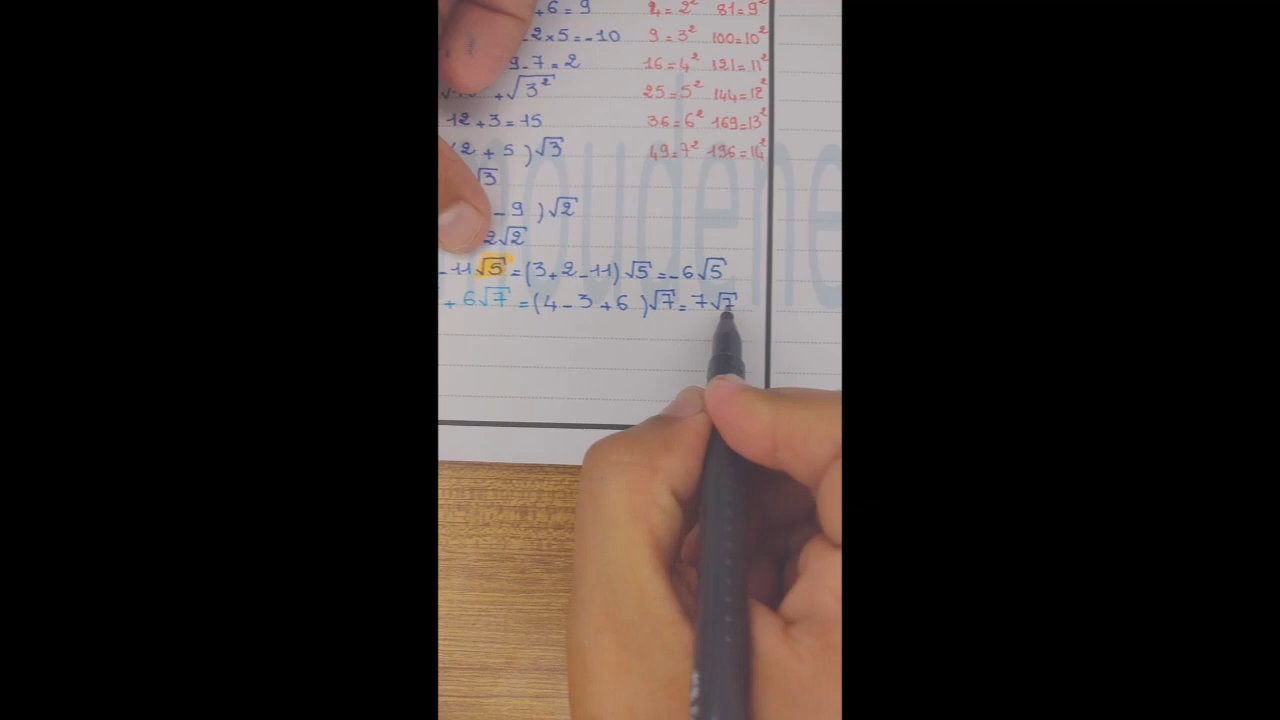 +6=9 4=2² 81=9²
-2×5=-10 9=3² 100=10²
9-7=2 16=4² 121=11²
+√3² 25=5² 144=12²
12+3=15 36=6² 169=13²
(2+5)√3 49=7² 196=14²
√3
-9)√2
2√2
-11√5=(3+2-11)√5=-6√5
+6√7=(4-3+6)√7=7√7
moudene